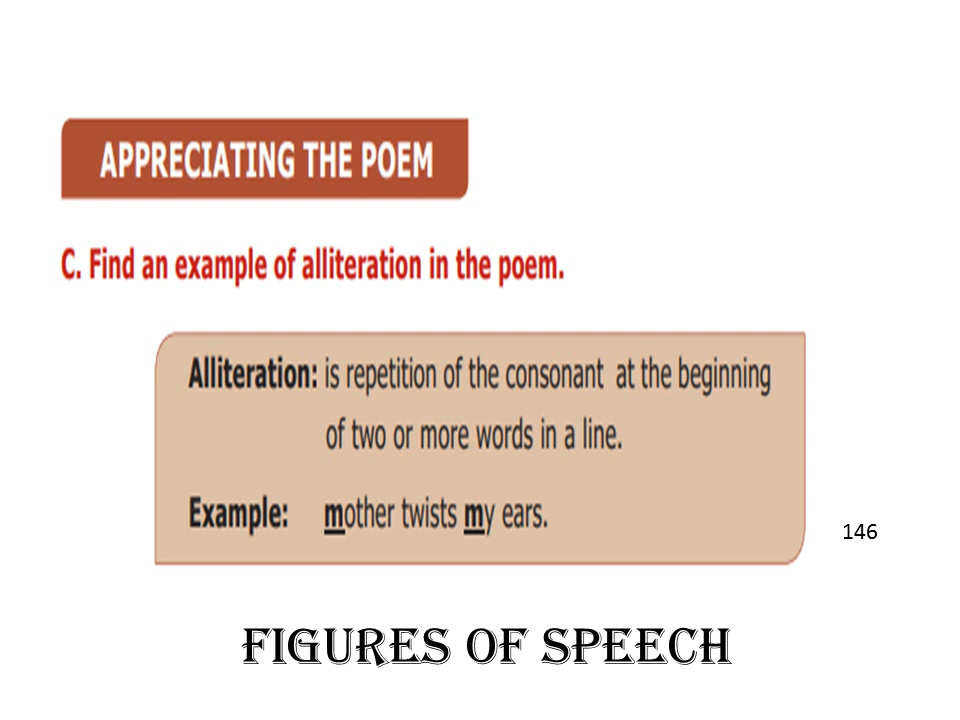 APPRECIATING THE POEM
C. Find an example of alliteration in the poem.
Alliteration: is repetition of the consonant at the beginning
of two or more words in a line.
Example: mother twists my ears.
146
FIGURES OF SPEECH